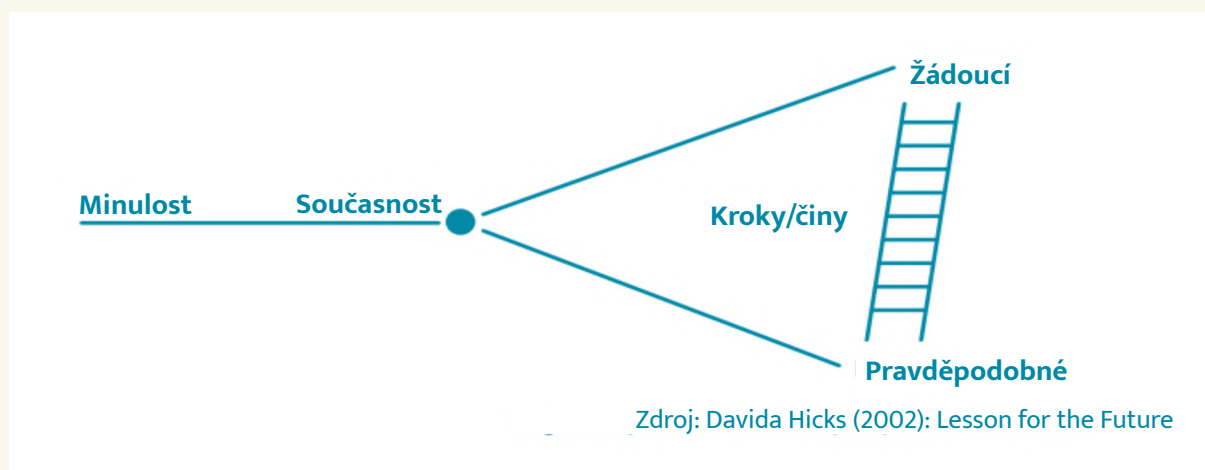 Žádoucí
Minulost
Současnost
Kroky/činy
Pravděpodobné
Zdroj: Davida Hicks (2002): Lesson for the Future